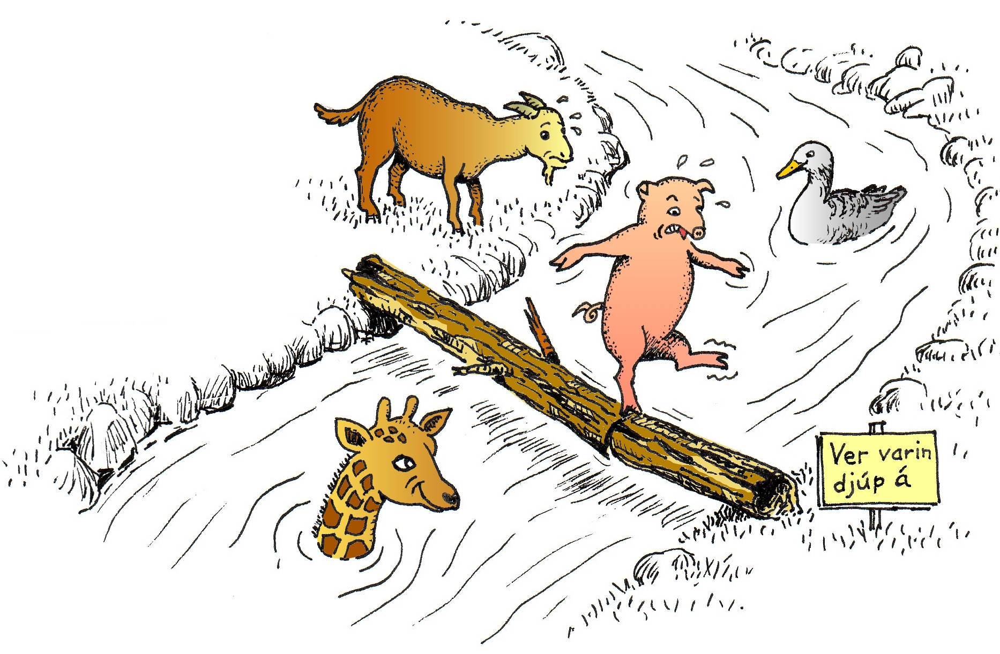 Ver varin
djúp á